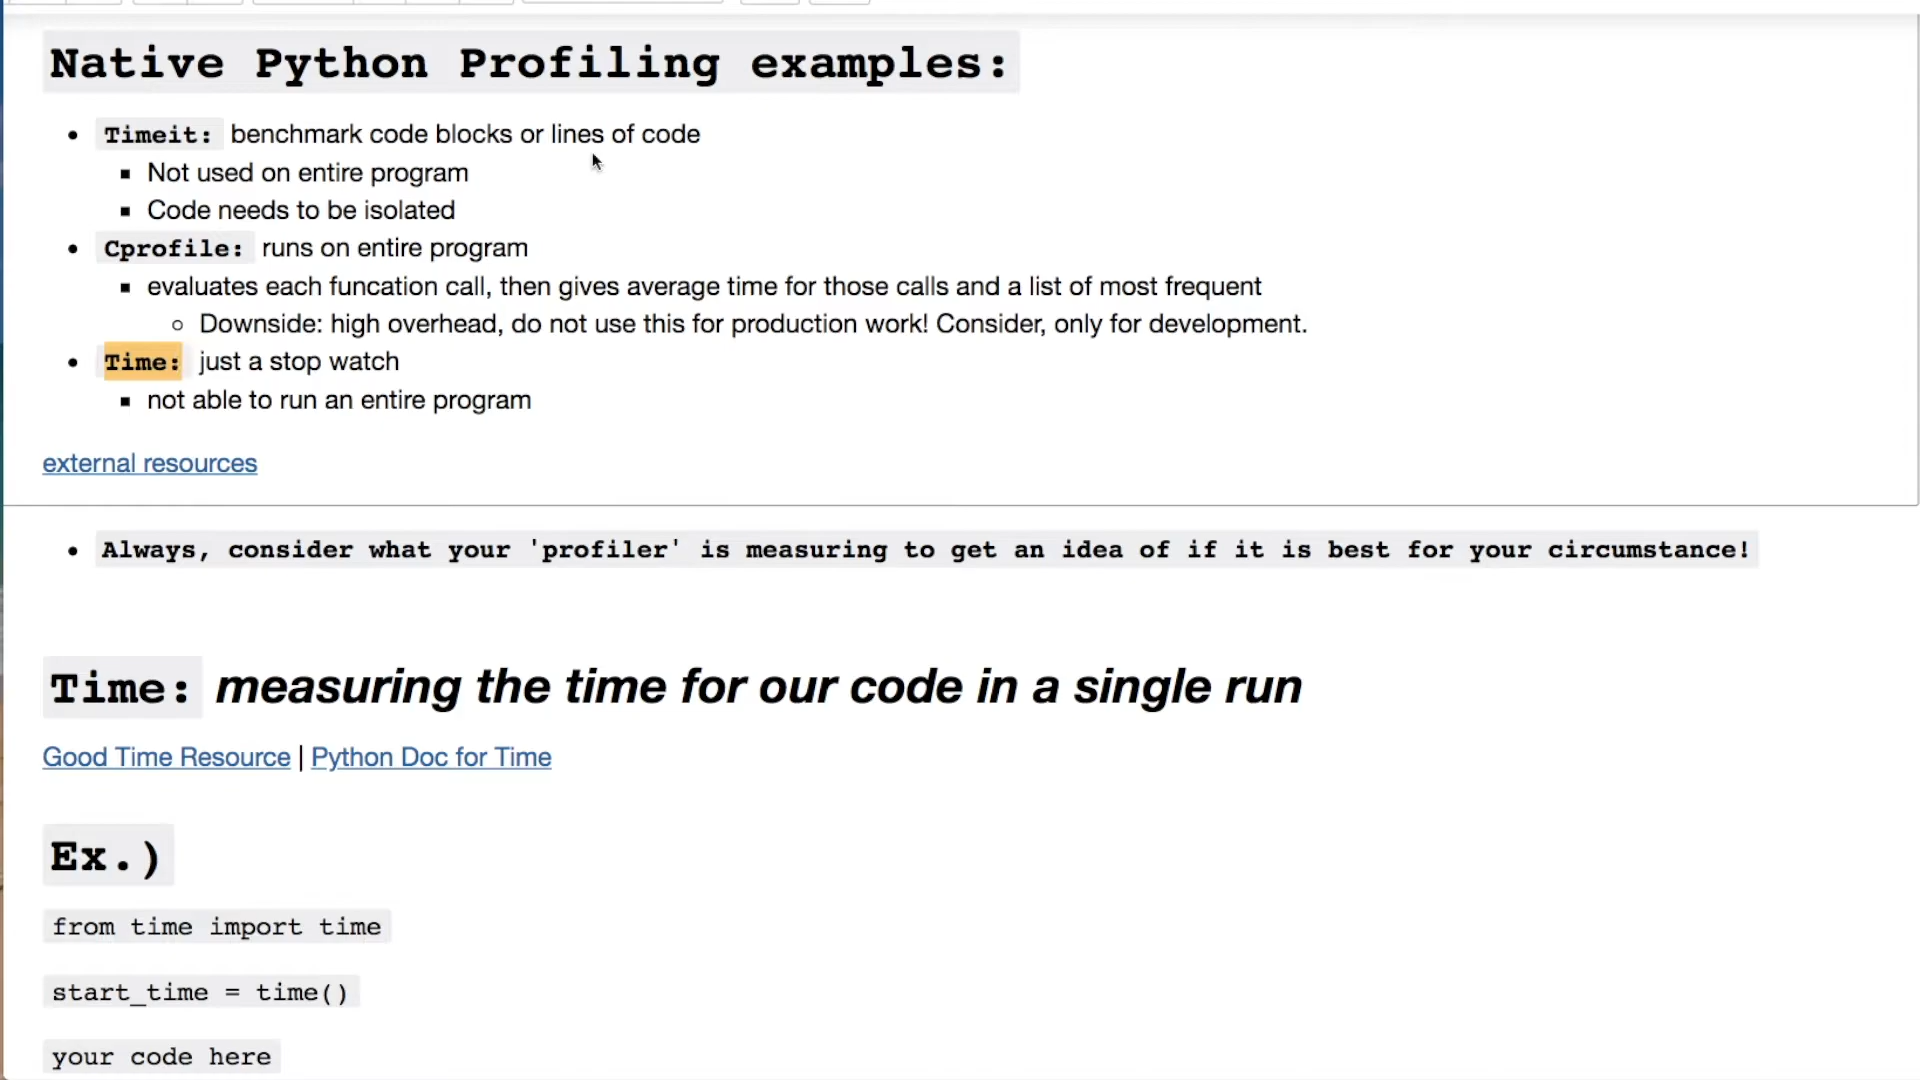 Native Python Profiling examples:
Timeit: benchmark code blocks or lines of code
Not used on entire program
Code needs to be isolated
Cprofile: runs on entire program
evaluates each funcation call, then gives average time for those calls and a list of most frequent
Downside: high overhead, do not use this for production work! Consider, only for development.
Time: just a stop watch
not able to run an entire program
external resources
Always, consider what your 'profiler' is measuring to get an idea of if it is best for your circumstance!
Time: measuring the time for our code in a single run
Good Time Resource | Python Doc for Time
Ex.)
from time import time
start_time = time()
your code here